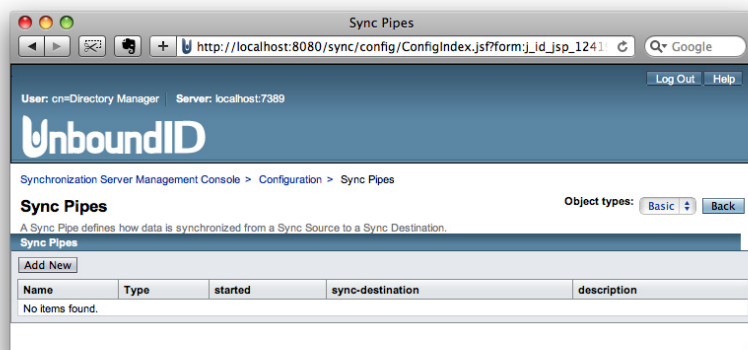 Sync Pipes
http://localhost:8080/sync/config/ConfigIndex.jsf?form:j_id_jsp_1241
Google
Log Out Help
User: cn=Directory Manager Server: localhost:7389
UnboundID
Synchronization Server Management Console > Configuration > Sync Pipes
Sync Pipes
Object types: Basic Back
A Sync Pipe defines how data is synchronized from a Sync Source to a Sync Destination.
Sync Pipes
Add New
Name Type started sync-destination description
No items found.